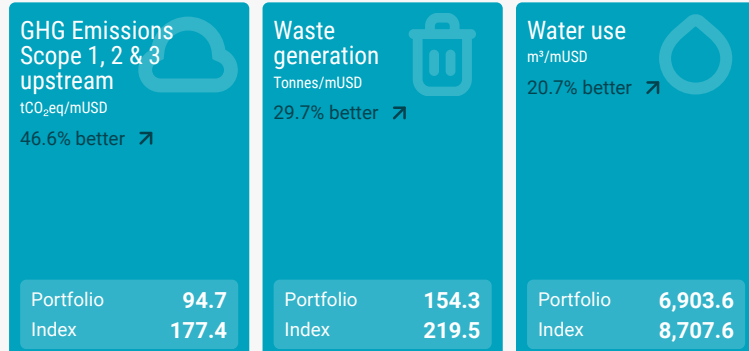 GHG Emissions
Scope 1, 2 & 3
upstream
tCO₂eq/mUSD
46.6% better
Portfolio 94.7
Index 177.4
Waste
generation
Tonnes/mUSD
29.7% better
Portfolio 154.3
Index 219.5
Water use
m³/mUSD
20.7% better
Portfolio 6,903.6
Index 8,707.6